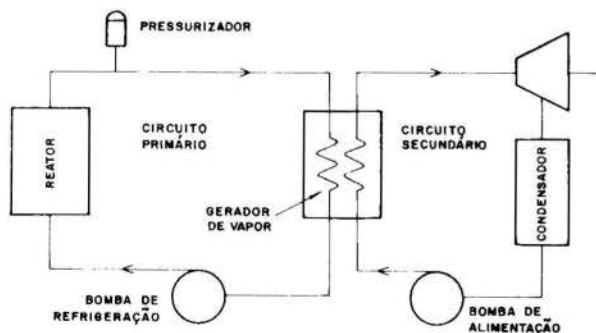 PRESSURIZADOR
CIRCUITO
PRIMÁRIO
CIRCUITO
SECUNDÁRIO
REATOR
GERADOR
DE VAPOR
CONDENSADOR
BOMBA DE
REFRIGERAÇÃO
BOMBA DE
ALIMENTAÇÃO